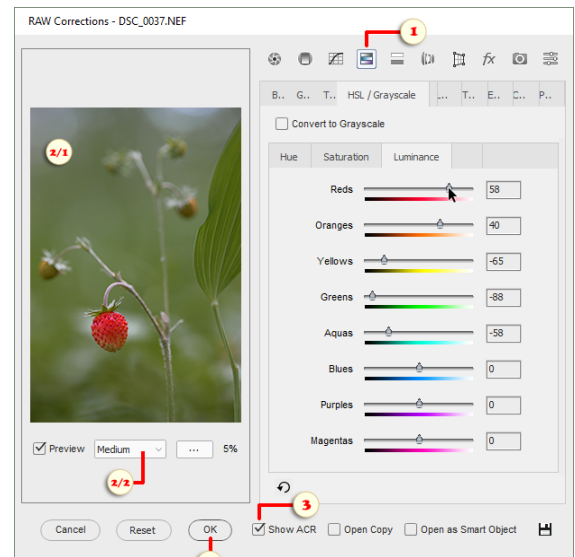 RAW Corrections - DSC_0037.NEF
1
fx
B.. G.. T.. HSL / Grayscale ... T.. E.. C.. P..
Convert to Grayscale
2/1
Hue Saturation Luminance
Reds 58
Oranges 40
Yellows -65
Greens -88
Aquas -58
Blues 0
Purples 0
Magentas 0
Preview Medium ... 5%
2/2
3
Cancel Reset OK Show ACR Open Copy Open as Smart Object